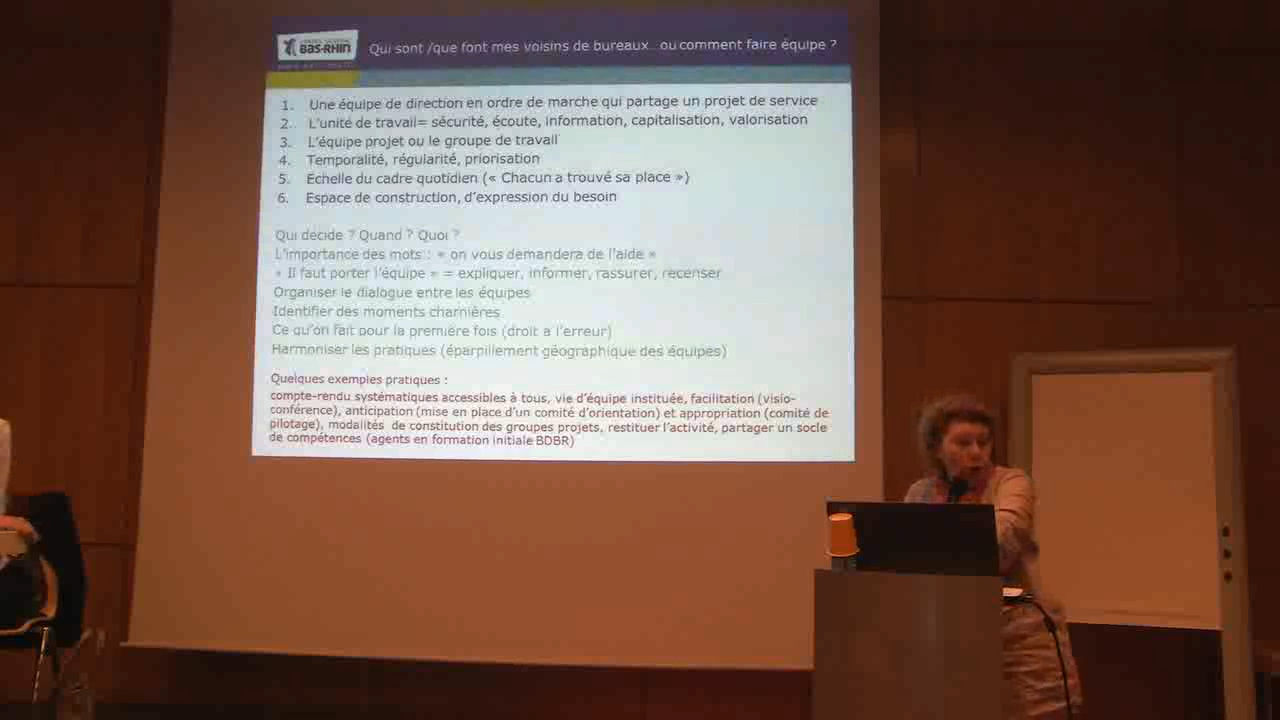 CONSEIL GÉNÉRAL
BAS-RHIN
Qui sont /que font mes voisins de bureaux...ou comment faire équipe ?
1. Une équipe de direction en ordre de marche qui partage un projet de service
2. L'unité de travail= sécurité, écoute, information, capitalisation, valorisation
3. L'équipe projet ou le groupe de travail
4. Temporalité, régularité, priorisation
5. Echelle du cadre quotidien (« Chacun a trouvé sa place »)
6. Espace de construction, d'expression du besoin
Qui décide ? Quand ? Quoi ?
L'importance des mots : « on vous demandera de l'aide »
« Il faut porter l'équipe » = expliquer, informer, rassurer, recenser
Organiser le dialogue entre les équipes
Identifier des moments charnières
Ce qu'on fait pour la première fois (droit a l'erreur)
Harmoniser les pratiques (éparpillement géographique des équipes)
Quelques exemples pratiques :
compte-rendu systématiques accessibles à tous, vie d'équipe instituée, facilitation (visio-
conférence), anticipation (mise en place d'un comité d'orientation) et appropriation (comité de
pilotage), modalités de constitution des groupes projets, restituer l'activité, partager un socle
de compétences (agents en formation initiale BDBR)